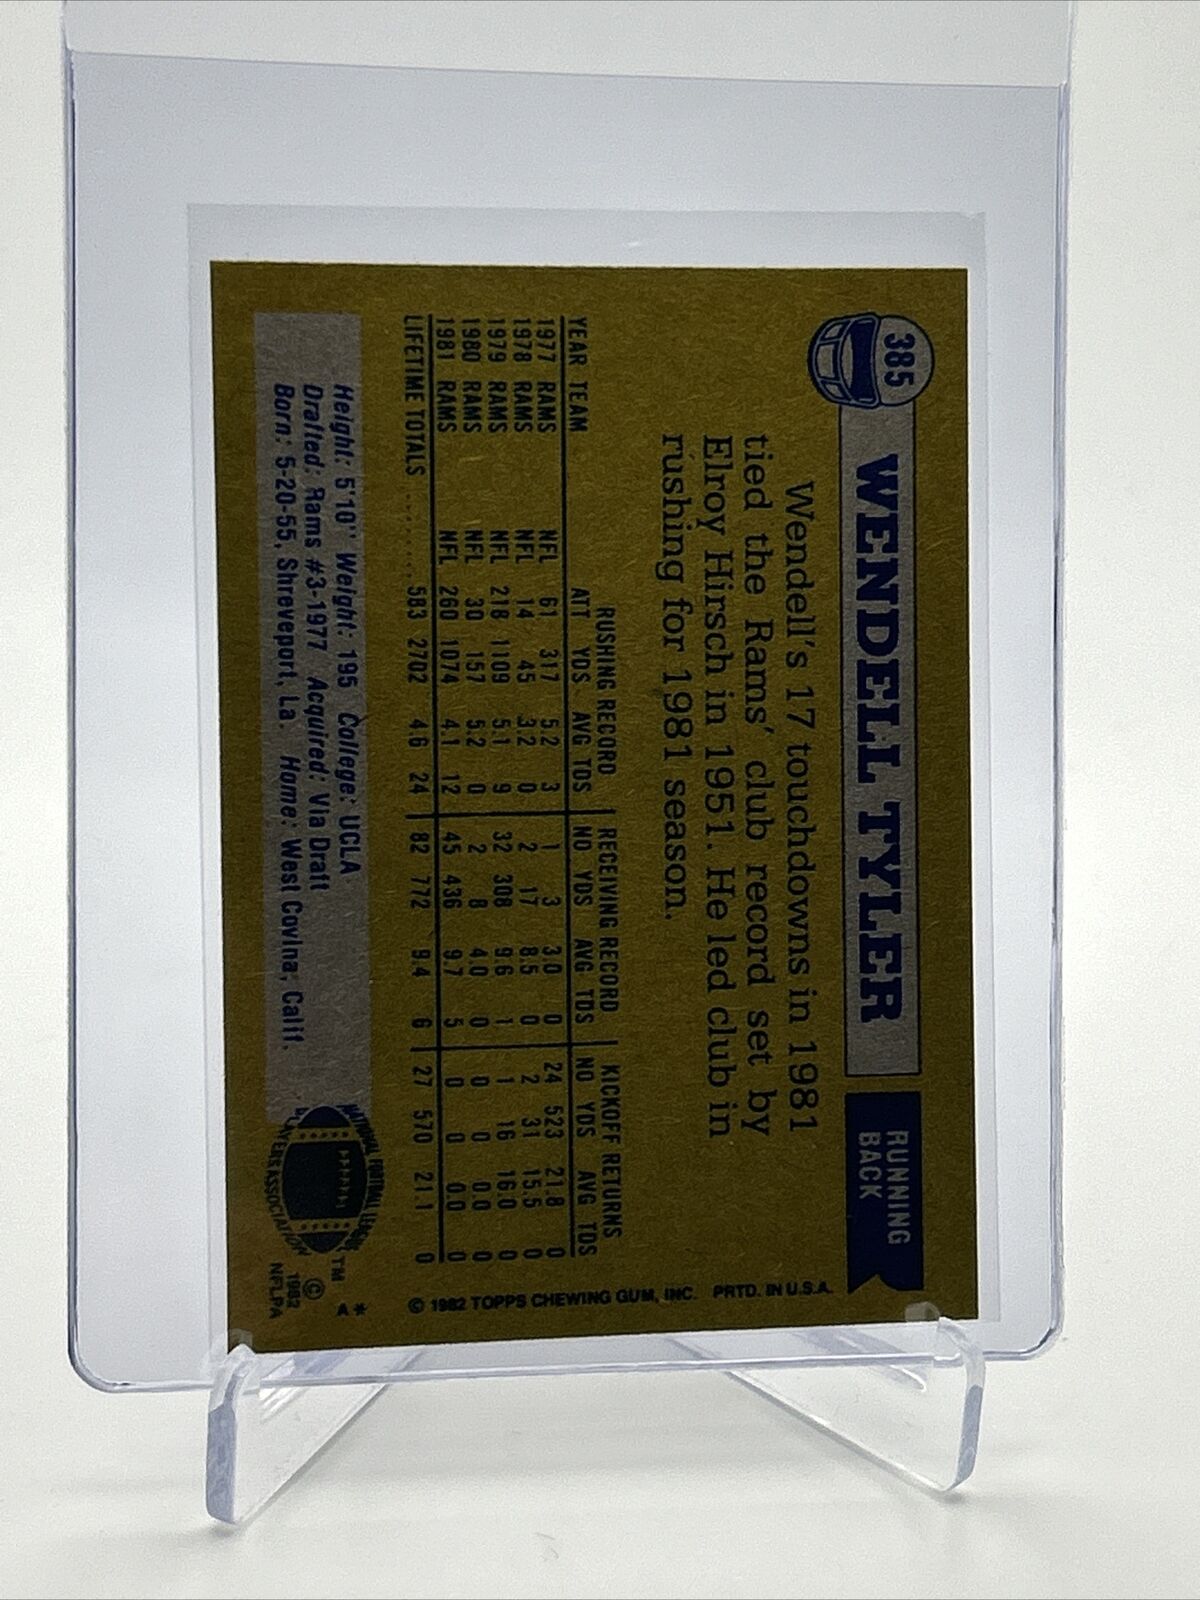 385 WENDELL TYLER RUNNING BACK
Wendell's 17 touchdowns in 1981
tied the Rams' club record set by
Elroy Hirsch in 1951. He led club in
rushing for 1981 season.
RUSHING RECORD RECEIVING RECORD KICKOFF RETURNS
YEAR TEAM ATT YDS AVG TDS NO YDS AVG TDS NO YDS AVG TDS
1977 RAMS NFL 61 317 5.2 3 1 3 3.0 0 24 523 21.8 0
1978 RAMS NFL 14 45 3.2 0 2 17 8.5 0 2 31 15.5 0
1979 RAMS NFL 218 1109 5.1 9 32 308 9.6 1 1 16 16.0 0
1980 RAMS NFL 30 157 5.2 0 2 8 4.0 0 0 0 0.0 0
1981 RAMS NFL 260 1074 4.1 12 45 436 9.7 5 0 0 0.0 0
LIFETIME TOTALS ........ 583 2702 4.6 24 82 772 9.4 6 27 570 21.1 0
Height: 5'10" Weight: 195 College: UCLA
Drafted: Rams #3-1977 Acquired: Via Draft
Born: 5-20-55, Shreveport, La. Home: West Covina, Calif.
NATIONAL FOOTBALL LEAGUE
PLAYERS ASSOCIATION
TM
© 1982 NFLPA
A*
© 1982 TOPPS CHEWING GUM, INC. PRTD. IN U.S.A.